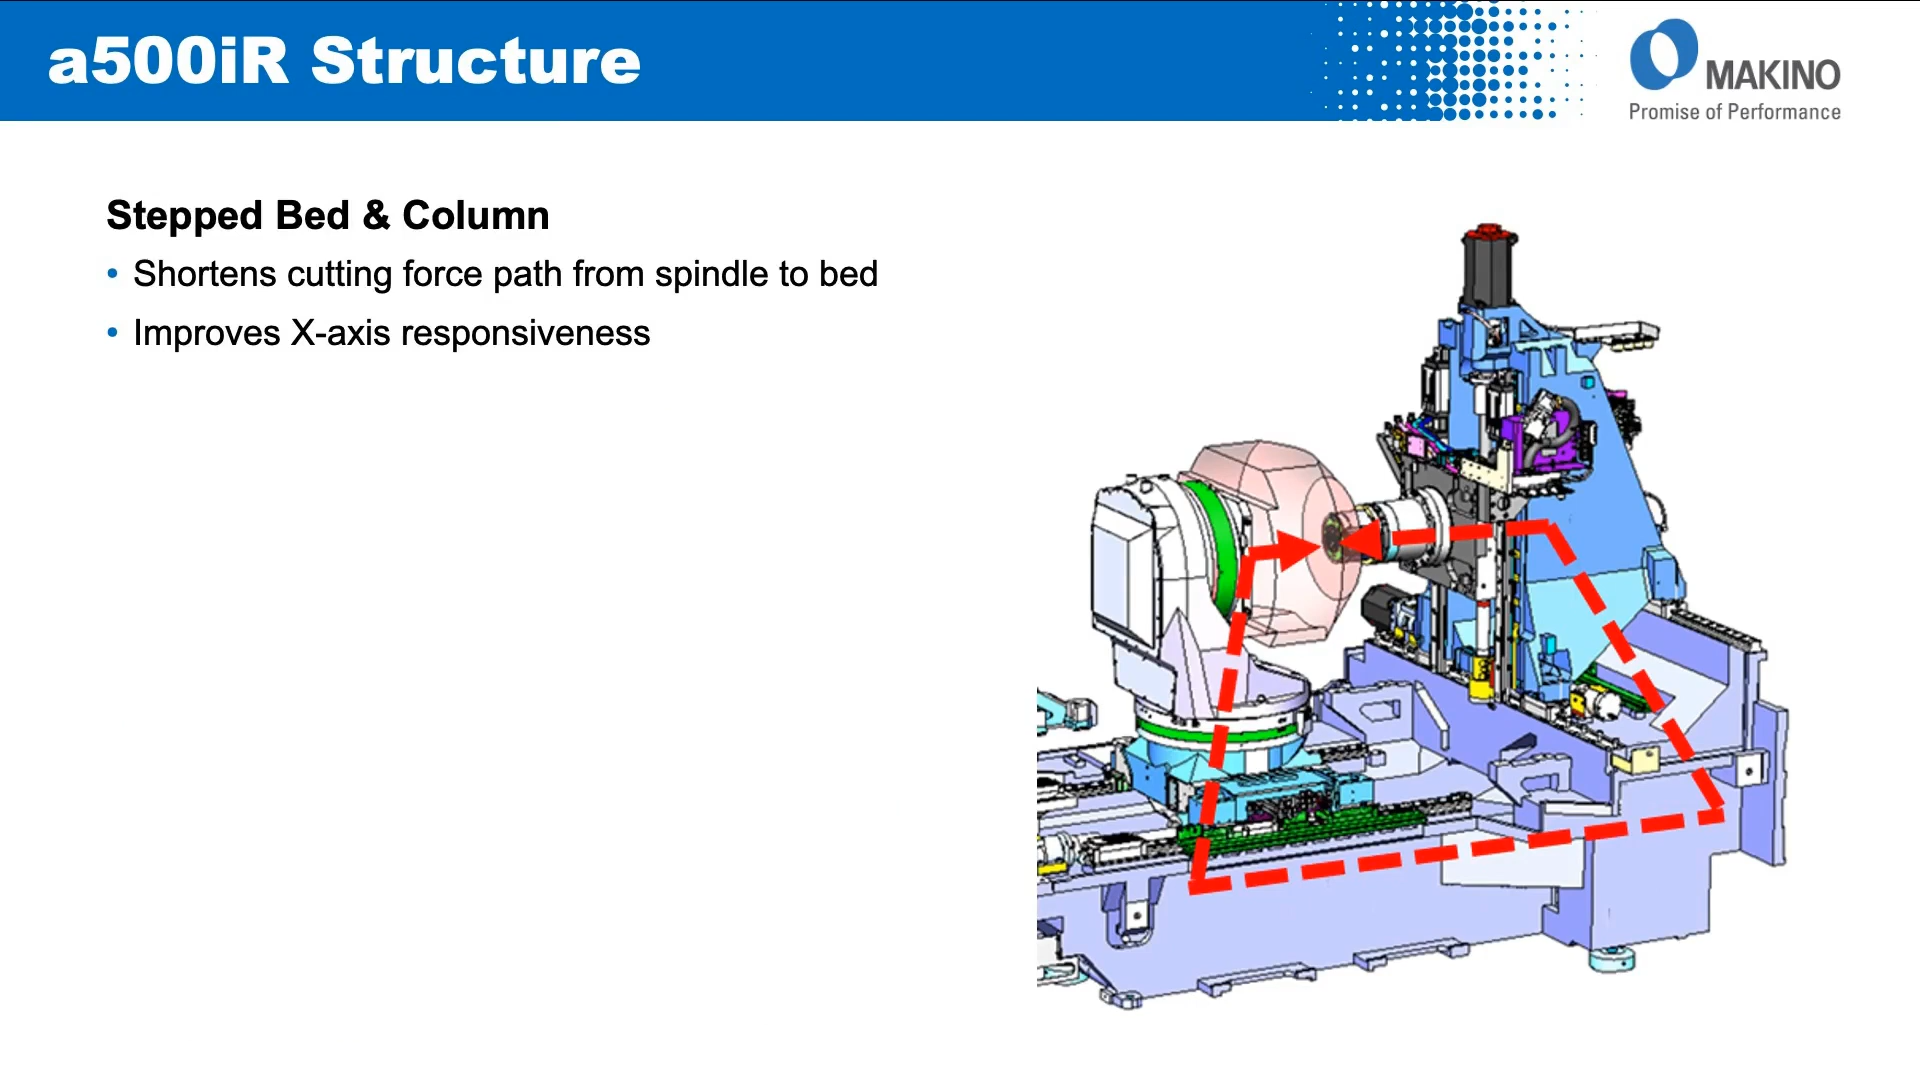 a500iR Structure
MAKINO
Promise of Performance
Stepped Bed & Column
• Shortens cutting force path from spindle to bed
• Improves X-axis responsiveness